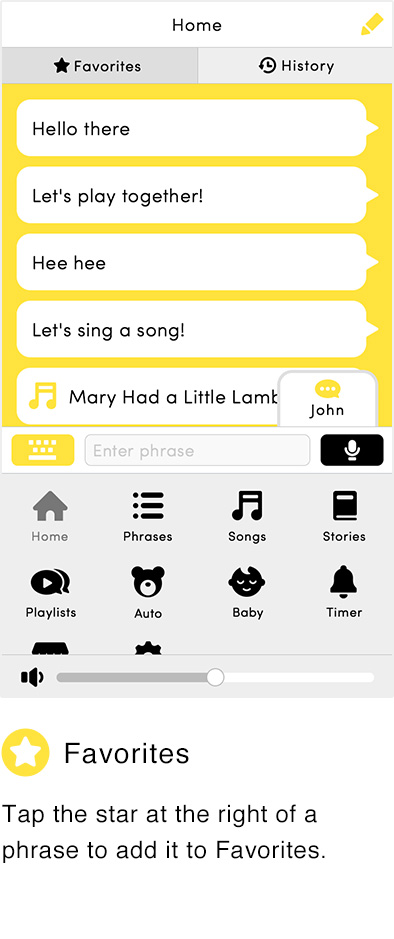 Home
Favorites History
Hello there
Let's play together!
Hee hee
Let's sing a song!
Mary Had a Little Lamb
John
Enter phrase
Home Phrases Songs Stories
Playlists Auto Baby Timer
Favorites
Tap the star at the right of a
phrase to add it to Favorites.